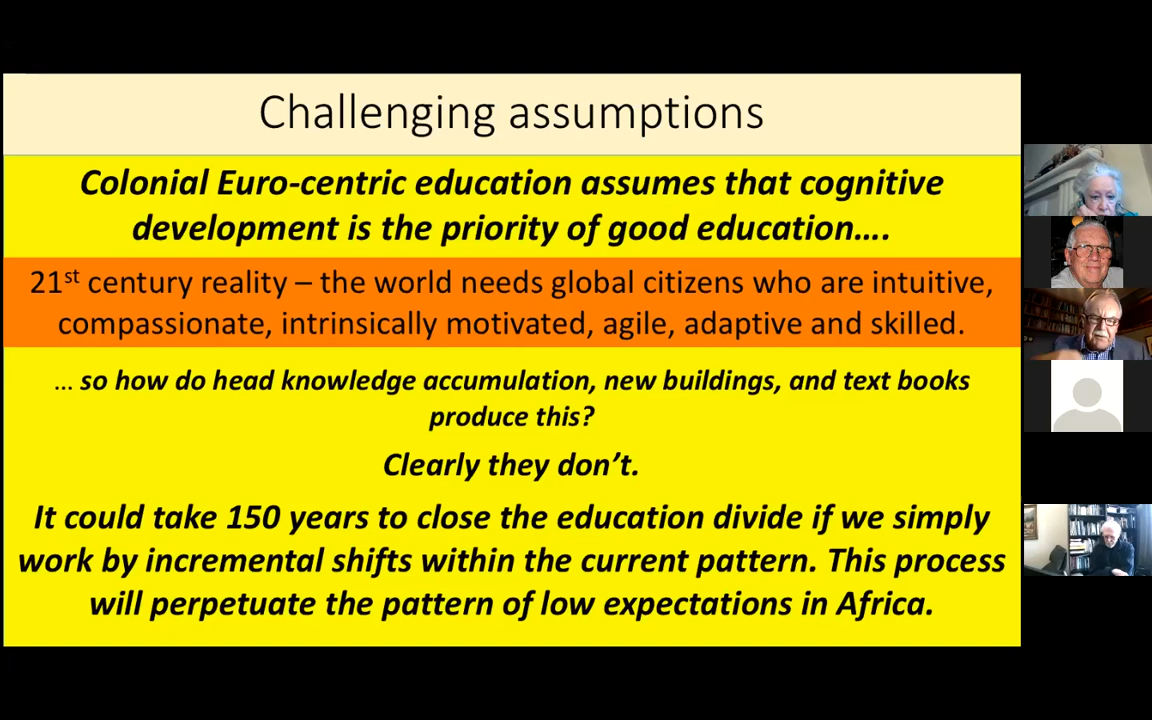 Challenging assumptions
Colonial Euro-centric education assumes that cognitive
development is the priority of good education….
21st century reality – the world needs global citizens who are intuitive,
compassionate, intrinsically motivated, agile, adaptive and skilled.
... so how do head knowledge accumulation, new buildings, and text books
produce this?
Clearly they don’t.
It could take 150 years to close the education divide if we simply
work by incremental shifts within the current pattern. This process
will perpetuate the pattern of low expectations in Africa.